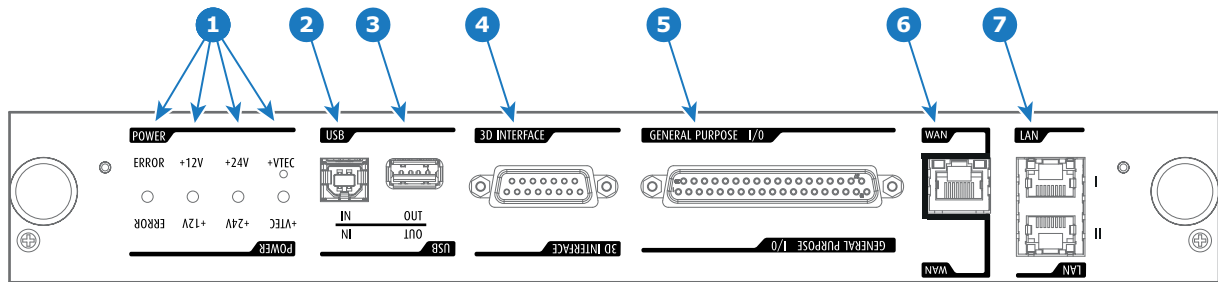 1 2 3 4 5 6 7
POWER USB 3D INTERFACE GENERAL PURPOSE I/O WAN LAN
ERROR +12V +24V +VTEC
I
IN OUT
IN OUT
ERROR +12V +24V +VTEC
II
POWER USB 3D INTERFACE GENERAL PURPOSE I/O WAN LAN